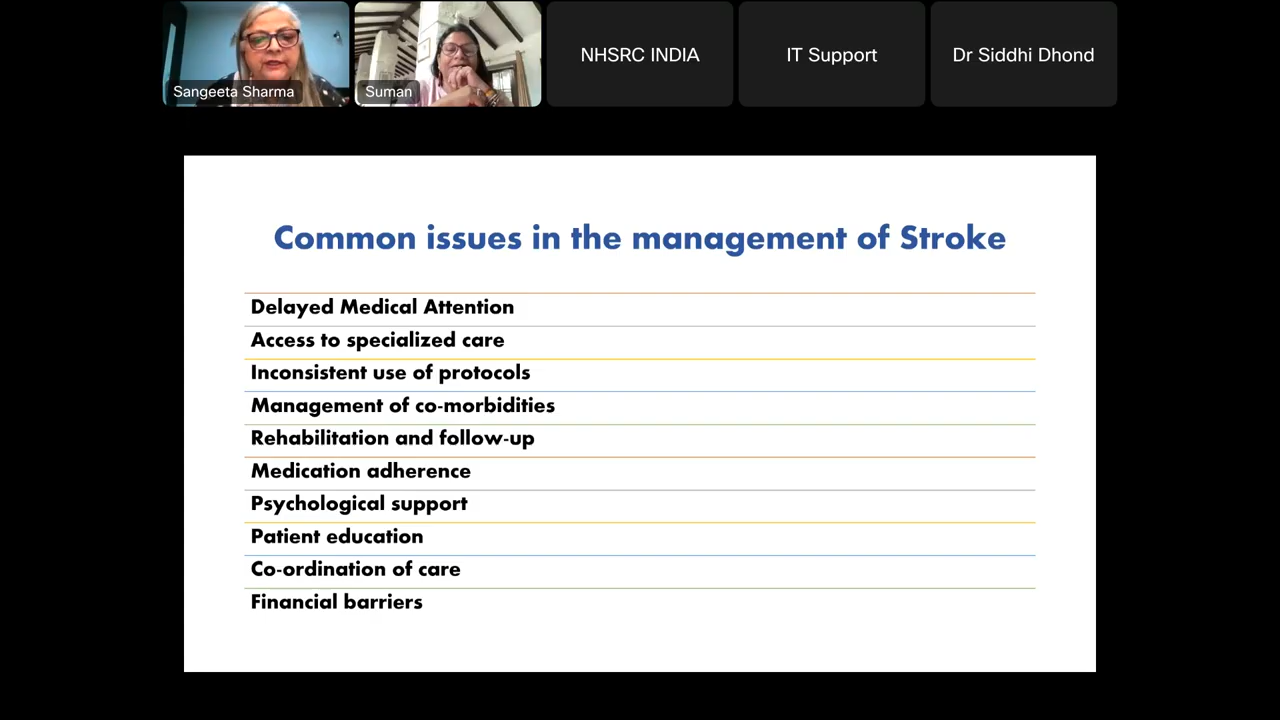 Sangeeta Sharma
Suman
NHSRC INDIA
IT Support
Dr Siddhi Dhond
Common issues in the management of Stroke
Delayed Medical Attention
Access to specialized care
Inconsistent use of protocols
Management of co-morbidities
Rehabilitation and follow-up
Medication adherence
Psychological support
Patient education
Co-ordination of care
Financial barriers